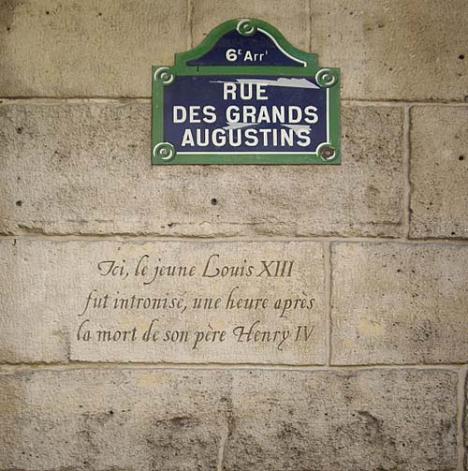 6E Arrt
RUE
DES GRANDS
AUGUSTINS
Ici, le jeune Louis XIII
fut intronisé, une heure après
la mort de son père Henry IV